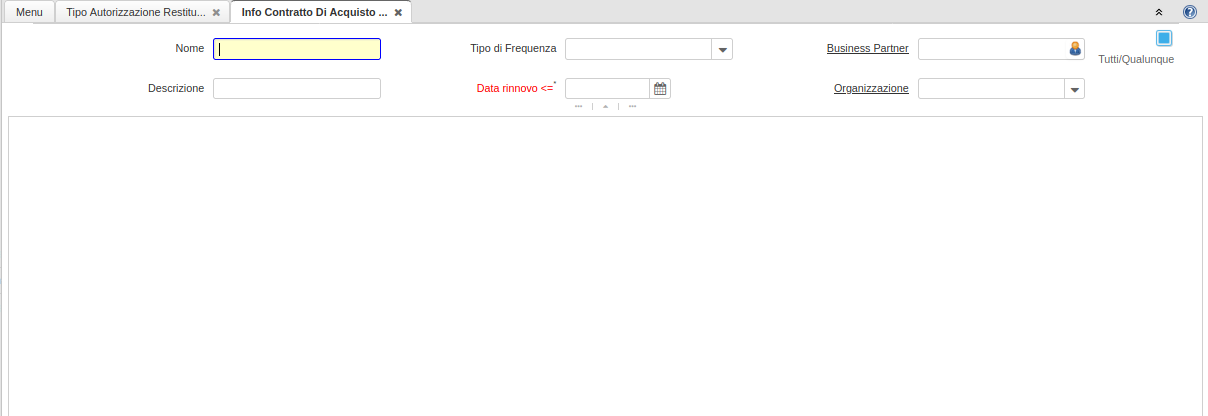 Menu
Tipo Autorizzazione Restitu...
Info Contratto Di Acquisto ...
Nome
Tipo di Frequenza
Business Partner
Tutti/Qualunque
Descrizione
Data rinnovo <=*
Organizzazione